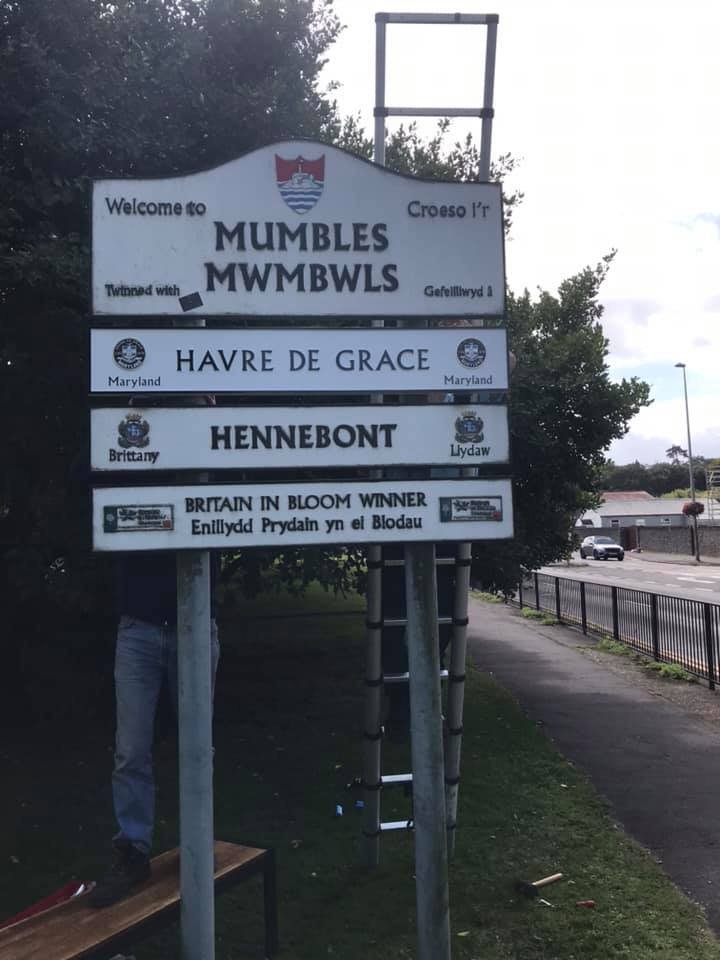 Welcome to
Croeso i'r
MUMBLES
MWMBWLS
Twinned with
Gefeilliwyd â
HAVRE DE GRACE
Maryland
Maryland
HENNEBONT
Brittany
Llydaw
BRITAIN IN BLOOM WINNER
Enillydd Prydain yn ei Blodau